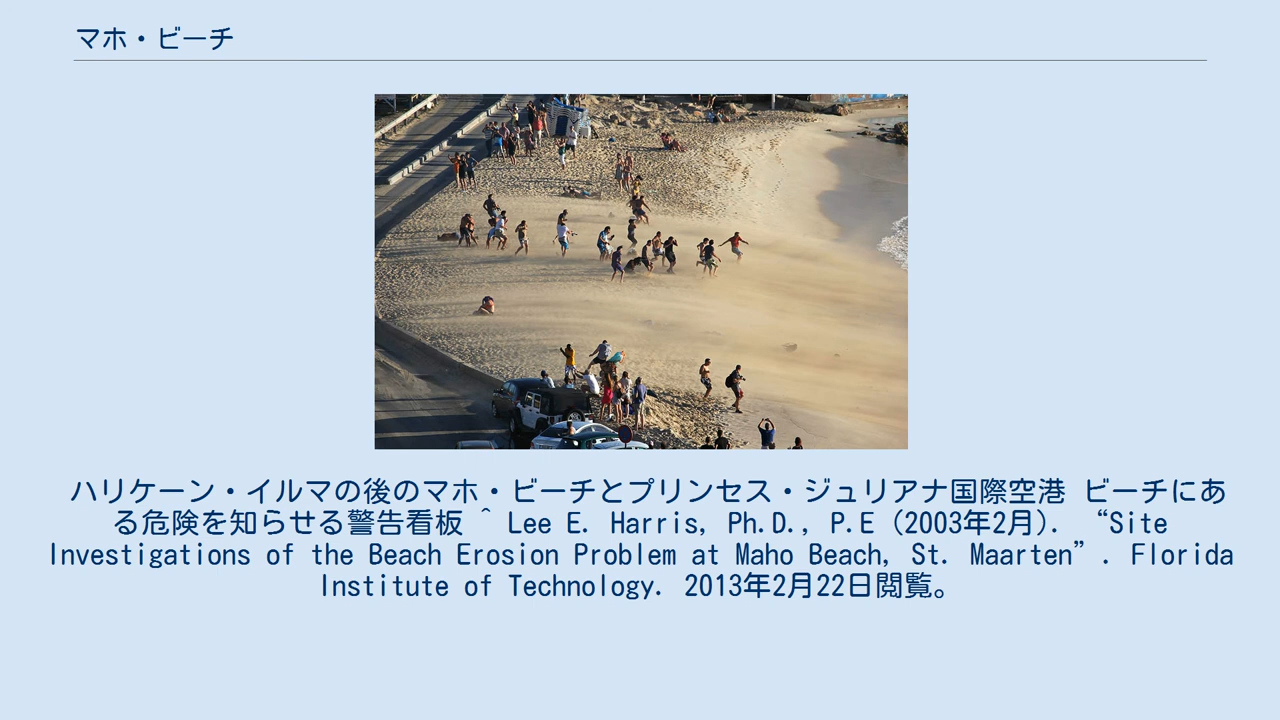 マホ・ビーチ
ハリケーン・イルマの後のマホ・ビーチとプリンセス・ジュリアナ国際空港 ビーチにあ
る危険を知らせる警告看板 ^ Lee E. Harris, Ph.D., P.E (2003年2月). “Site
Investigations of the Beach Erosion Problem at Maho Beach, St. Maarten”. Florida
Institute of Technology. 2013年2月22日閲覧。